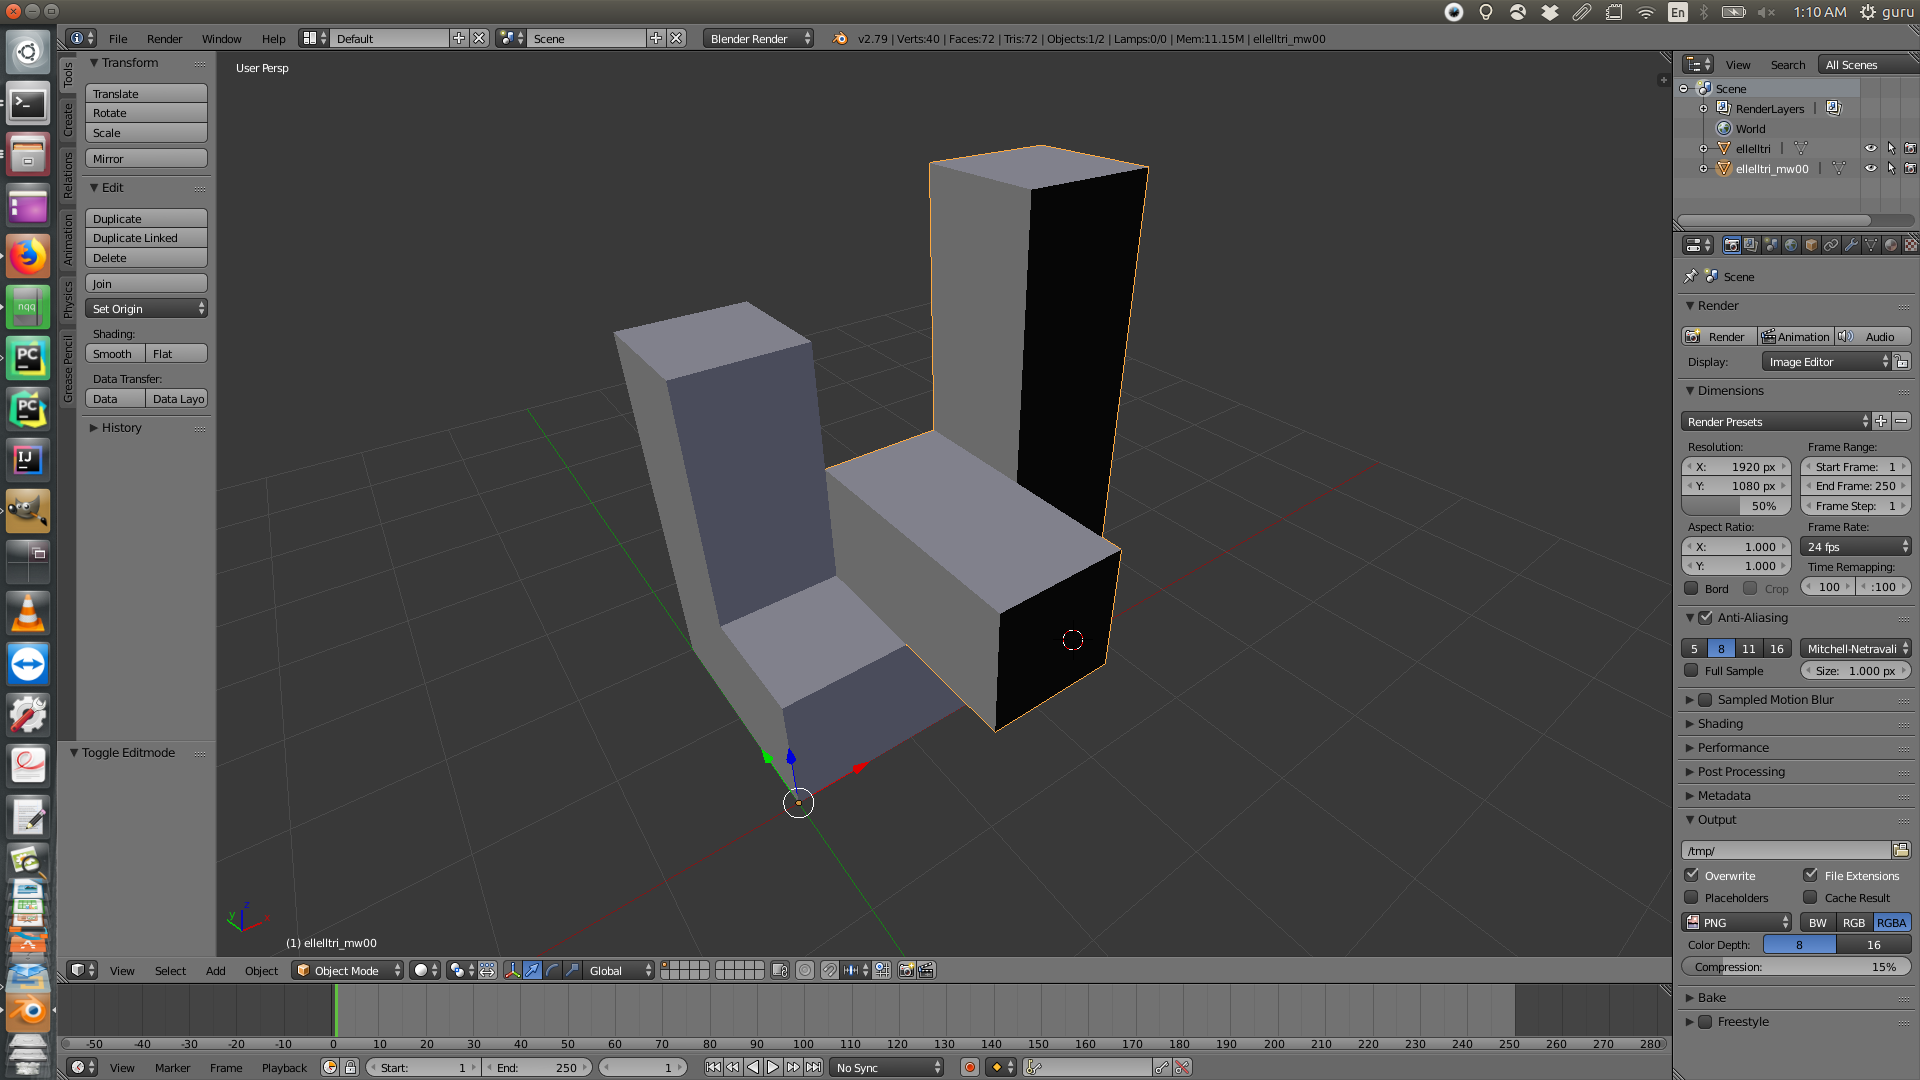 En 1:10 AM guru
File Render Window Help Default Scene Blender Render v2.79 | Verts:40 | Faces:72 | Tris:72 | Objects:1/2 | Lamps:0/0 | Mem:11.15M | ellelltri_mw00
Tools
Create
Relations
Animation
Physics
Grease Pencil
Transform
Translate
Rotate
Scale
Mirror
Edit
Duplicate
Duplicate Linked
Delete
Join
Set Origin
Shading:
Smooth Flat
Data Transfer:
Data Data Layo
History
Toggle Editmode
nqq
PC
PC
IJ
User Persp
z
y x
(1) ellelltri_mw00
View Select Add Object Object Mode Global
-50 -40 -30 -20 -10 0 10 20 30 40 50 60 70 80 90 100 110 120 130 140 150 160 170 180 190 200 210 220 230 240 250 260 270 280
View Marker Frame Playback Start: 1 End: 250 1 No Sync
View Search All Scenes
Scene
RenderLayers |
World
ellelltri |
ellelltri_mw00 |
Scene
Render
Render Animation Audio
Display: Image Editor
Dimensions
Render Presets
Resolution: Frame Range:
X: 1920 px Start Frame: 1
Y: 1080 px End Frame: 250
50% Frame Step: 1
Aspect Ratio: Frame Rate:
X: 1.000 24 fps
Y: 1.000 Time Remapping:
Bord Crop 100 :100
Anti-Aliasing
5 8 11 16 Mitchell-Netravali
Full Sample Size: 1.000 px
Sampled Motion Blur
Shading
Performance
Post Processing
Metadata
Output
/tmp/
Overwrite File Extensions
Placeholders Cache Result
PNG BW RGB RGBA
Color Depth: 8 16
Compression: 15%
Bake
Freestyle